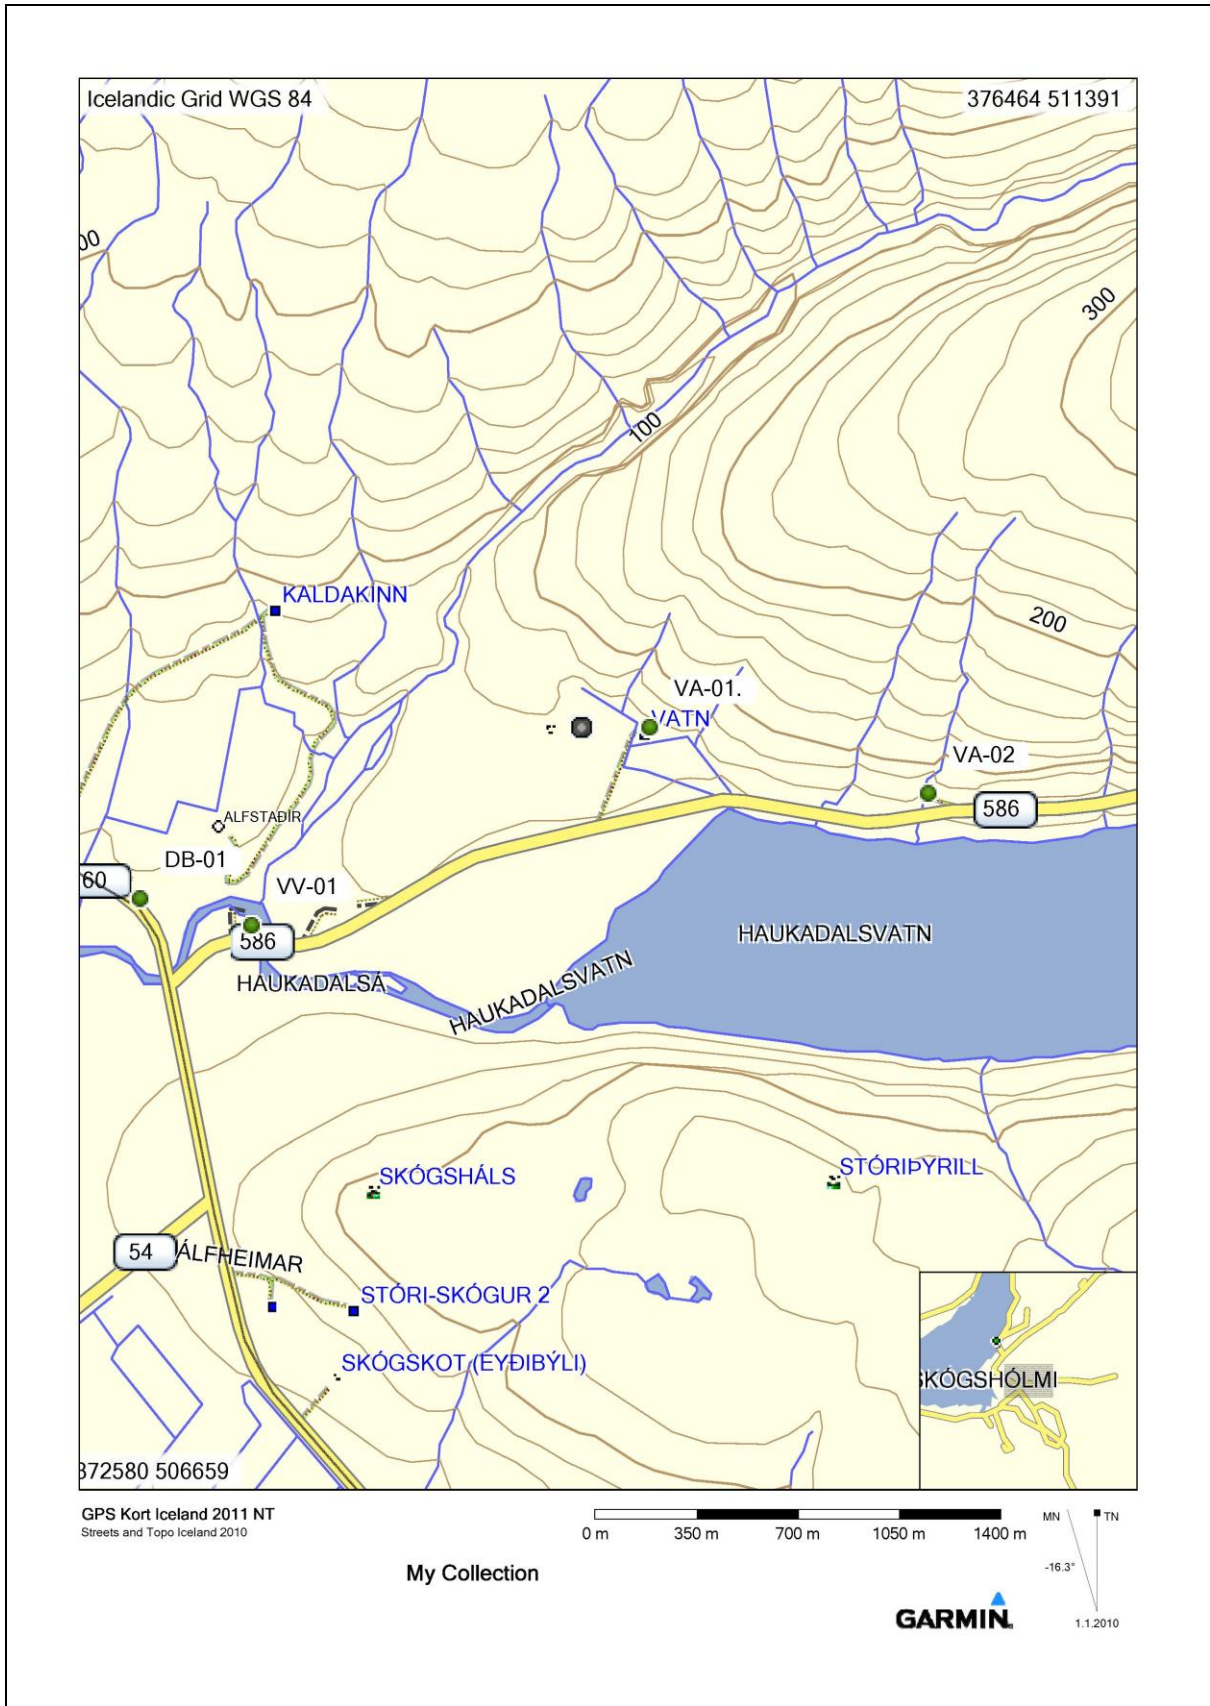 Icelandic Grid WGS 84
376464 511391
00
300
100
KALDAKINN
200
VA-01.
VATN
VA-02
586
ALFSTAÐIR
DB-01
60
VV-01
586
HAUKADALSVATN
HAUKADALSÁ
HAUKADALSVATN
SKÓGSHÁLS
STÓRIÞYRILL
54
ÁLFHEIMAR
STÓRI-SKÓGUR 2
SKÓGSKOT (EYÐIBÝLI)
SKÓGSHÓLMI
372580 506659
GPS Kort Iceland 2011 NT
Streets and Topo Iceland 2010
0 m 350 m 700 m 1050 m 1400 m
MN TN
-16.3°
My Collection
GARMIN.
1.1.2010